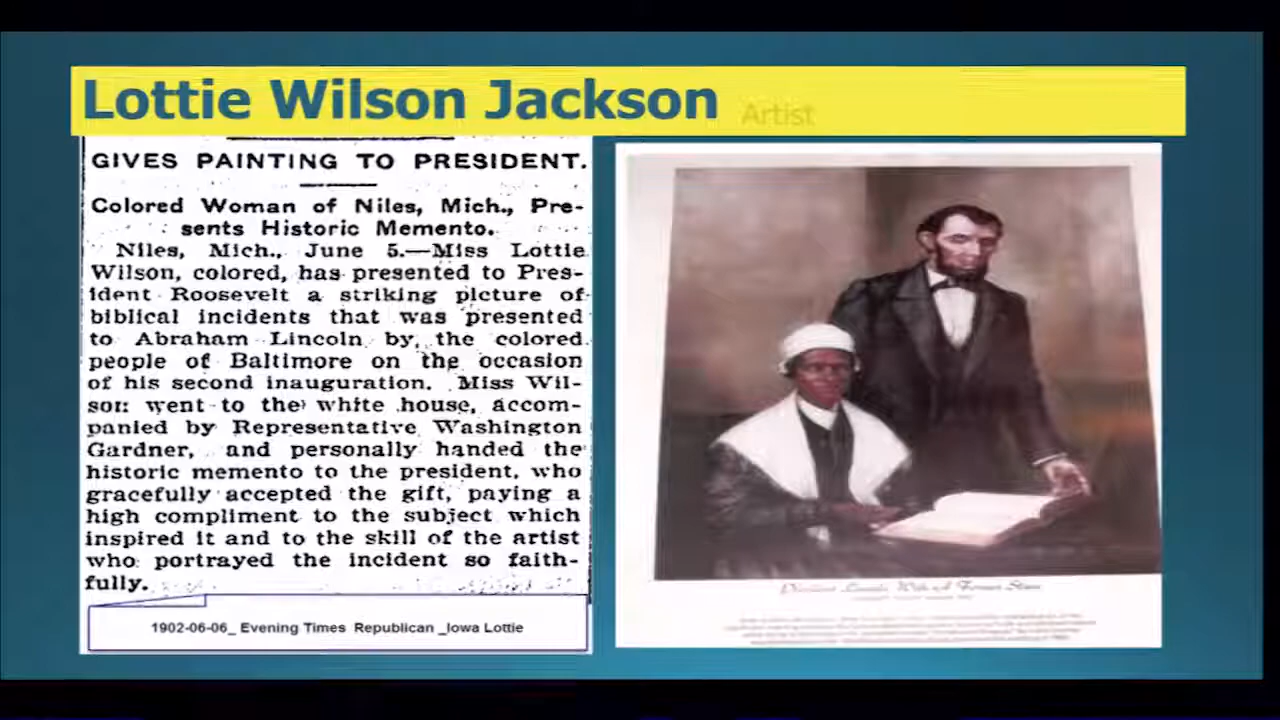 Lottie Wilson Jackson Artist
GIVES PAINTING TO PRESIDENT.
Colored Woman of Niles, Mich., Pre-
sents Historic Memento.
Niles, Mich., June 5.—Miss Lottie
Wilson, colored, has presented to Pres-
ident Roosevelt a striking picture of
biblical incidents that was presented
to Abraham Lincoln by, the colored
people of Baltimore on the occasion
of his second inauguration. Miss Wil-
son went to the white house, accom-
panied by Representative Washington
Gardner, and personally handed the
historic memento to the president, who
gracefully accepted the gift, paying a
high compliment to the subject which
inspired it and to the skill of the artist
who portrayed the incident so faith-
fully.
1902-06-06_ Evening Times Republican _Iowa Lottie
President Lincoln With A Former Slave